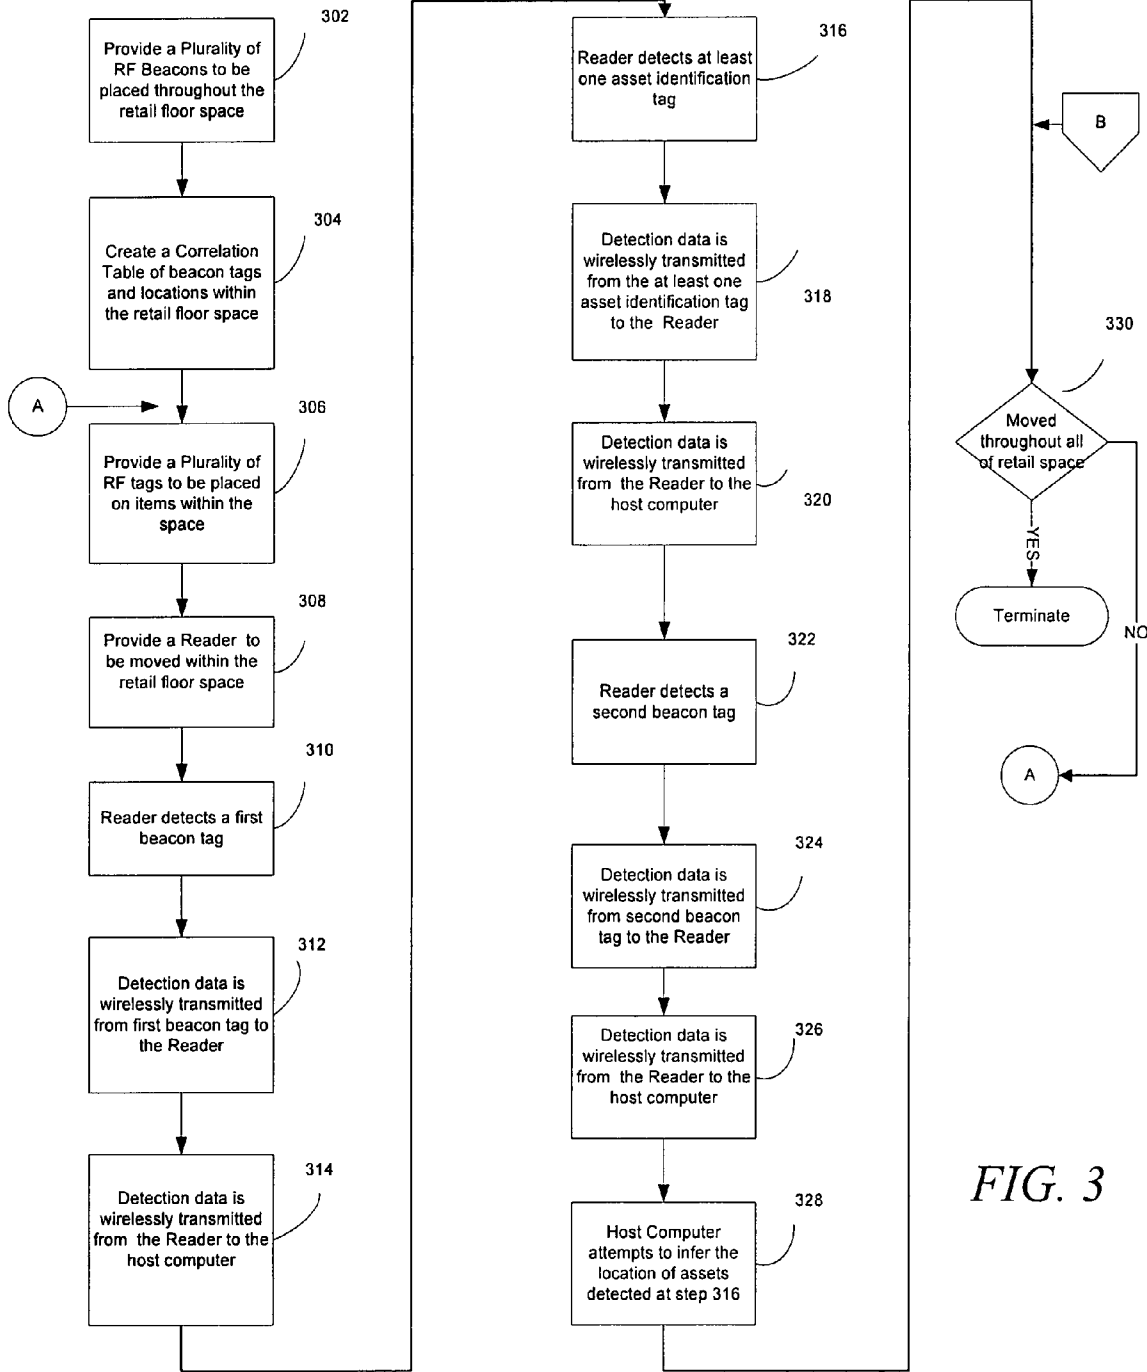 302
Provide a Plurality of
RF Beacons to be
placed throughout the
retail floor space
304
Create a Correlation
Table of beacon tags
and locations within
the retail floor space
A
306
Provide a Plurality of
RF tags to be placed
on items within the
space
308
Provide a Reader to
be moved within the
retail floor space
310
Reader detects a first
beacon tag
312
Detection data is
wirelessly transmitted
from first beacon tag to
the Reader
314
Detection data is
wirelessly transmitted
from the Reader to the
host computer
316
Reader detects at least
one asset identification
tag
318
Detection data is
wirelessly transmitted
from the at least one
asset identification tag
to the Reader
320
Detection data is
wirelessly transmitted
from the Reader to the
host computer
322
Reader detects a
second beacon tag
324
Detection data is
wirelessly transmitted
from second beacon
tag to the Reader
326
Detection data is
wirelessly transmitted
from the Reader to the
host computer
328
Host Computer
attempts to infer the
location of assets
detected at step 316
B
330
Moved
throughout all
of retail space
YES
Terminate
NO
A
FIG. 3